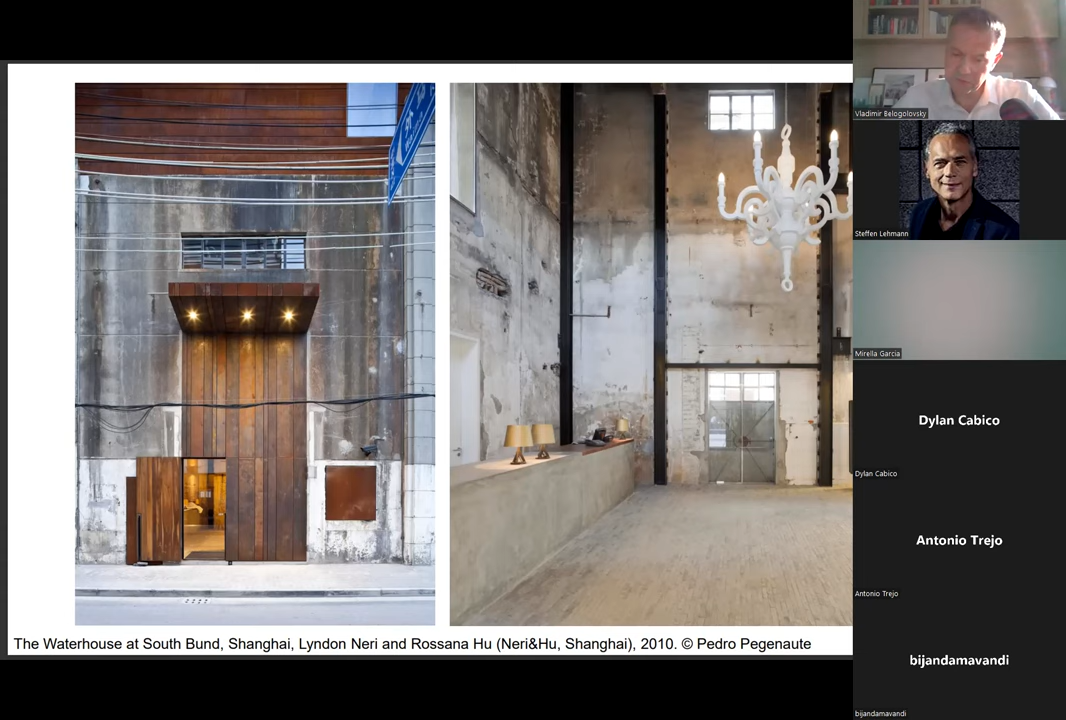 The Waterhouse at South Bund, Shanghai, Lyndon Neri and Rossana Hu (Neri&Hu, Shanghai), 2010. © Pedro Pegenaute
Vladimir Belogolovsky
Steffen Lehmann
Mirella Garcia
Dylan Cabico
Dylan Cabico
Antonio Trejo
Antonio Trejo
bijandamavandi
bijandamavandi